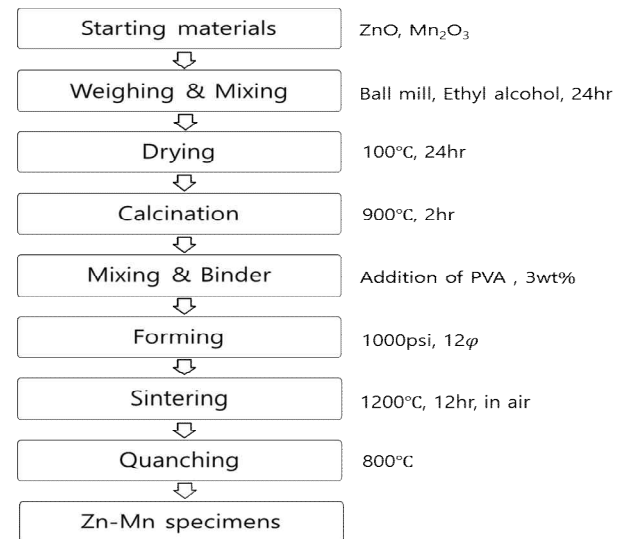 Starting materials ZnO, Mn₂O₃
Weighing & Mixing Ball mill, Ethyl alcohol, 24hr
Drying 100℃, 24hr
Calcination 900℃, 2hr
Mixing & Binder Addition of PVA , 3wt%
Forming 1000psi, 12φ
Sintering 1200℃, 12hr, in air
Quanching 800℃
Zn-Mn specimens